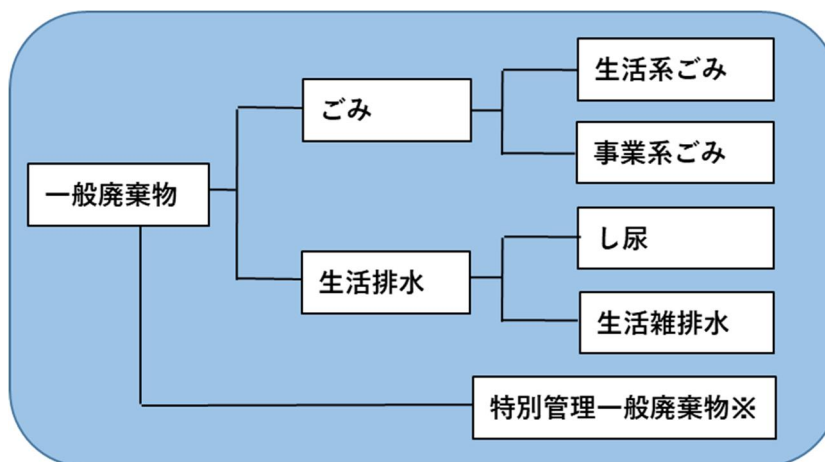 一般廃棄物
ごみ
生活系ごみ
事業系ごみ
生活排水
し尿
生活雑排水
特別管理一般廃棄物※